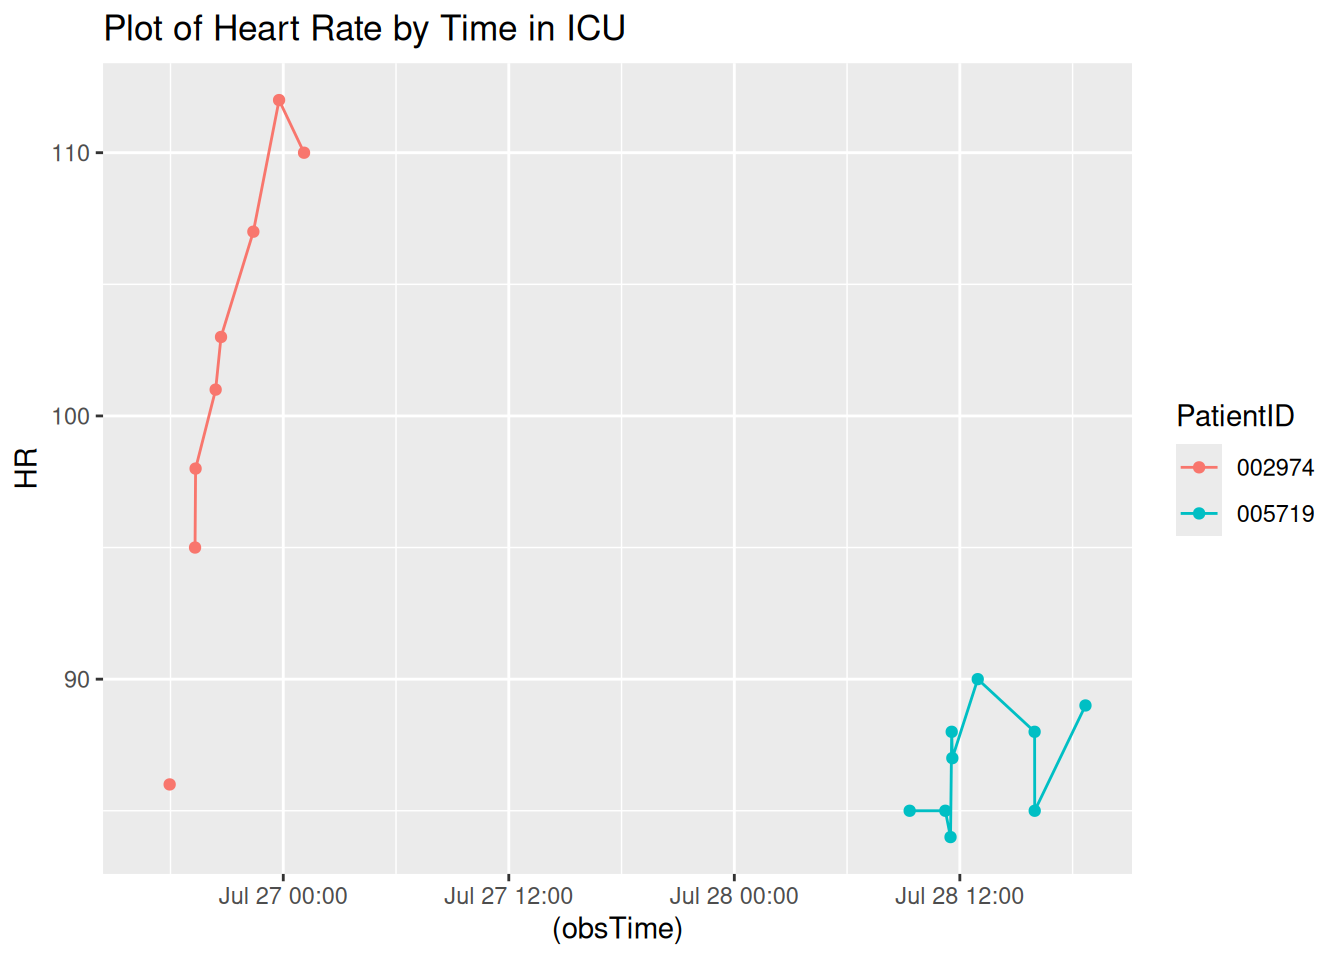 Plot of Heart Rate by Time in ICU
110
100
90
HR
Jul 27 00:00
Jul 27 12:00
Jul 28 00:00
Jul 28 12:00
(obsTime)
PatientID
002974
005719